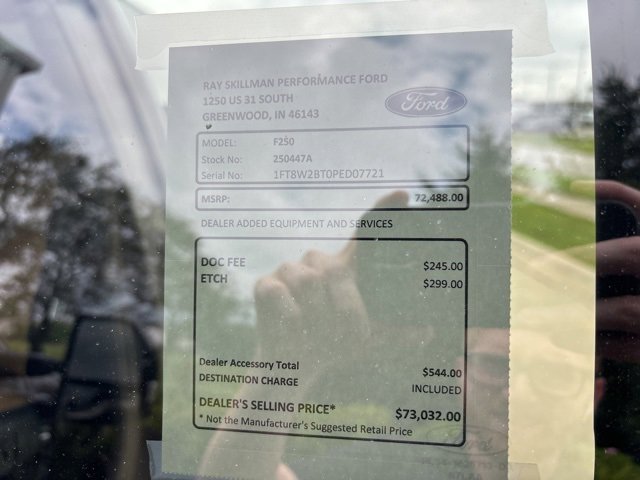 RAY SKILLMAN PERFORMANCE FORD
1250 US 31 SOUTH
GREENWOOD, IN 46143
Ford
MODEL: F250
Stock No: 250447A
Serial No: 1FT8W2BT0PED07721
MSRP: 72,488.00
DEALER ADDED EQUIPMENT AND SERVICES
DOC FEE $245.00
ETCH $299.00
Dealer Accessory Total $544.00
DESTINATION CHARGE INCLUDED
DEALER'S SELLING PRICE* $73,032.00
* Not the Manufacturer's Suggested Retail Price